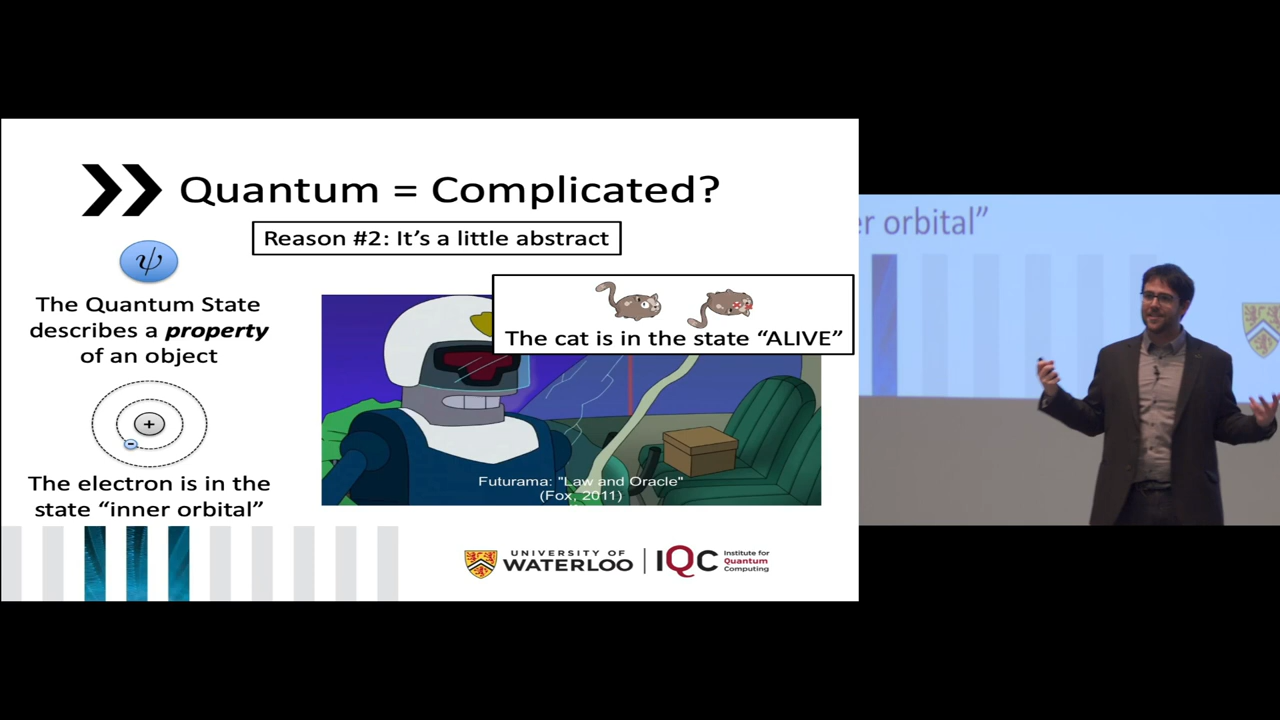 Quantum = Complicated?
Reason #2: It's a little abstract
ψ
The Quantum State
describes a property
of an object
+
-
The electron is in the
state “inner orbital”
The cat is in the state “ALIVE”
Futurama: "Law and Oracle"
(Fox, 2011)
UNIVERSITY OF
WATERLOO
IQC
Institute for
Quantum
Computing
er orbital”